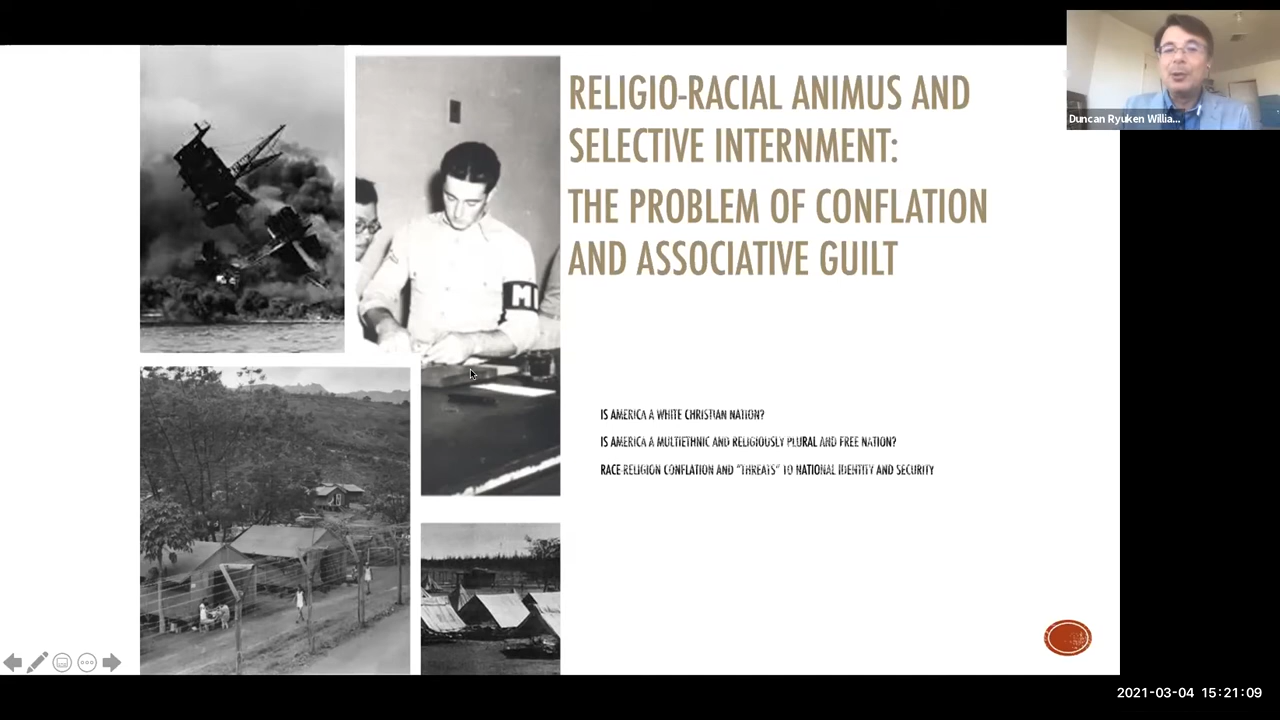 RELIGIO-RACIAL ANIMUS AND
SELECTIVE INTERNMENT:
THE PROBLEM OF CONFLATION
AND ASSOCIATIVE GUILT
IS AMERICA A WHITE CHRISTIAN NATION?
IS AMERICA A MULTIETHNIC AND RELIGIOUSLY PLURAL AND FREE NATION?
RACE-RELIGION CONFLATION AND "THREATS" TO NATIONAL IDENTITY AND SECURITY
Duncan Ryuken Willia...
2021-03-04 15:21:09